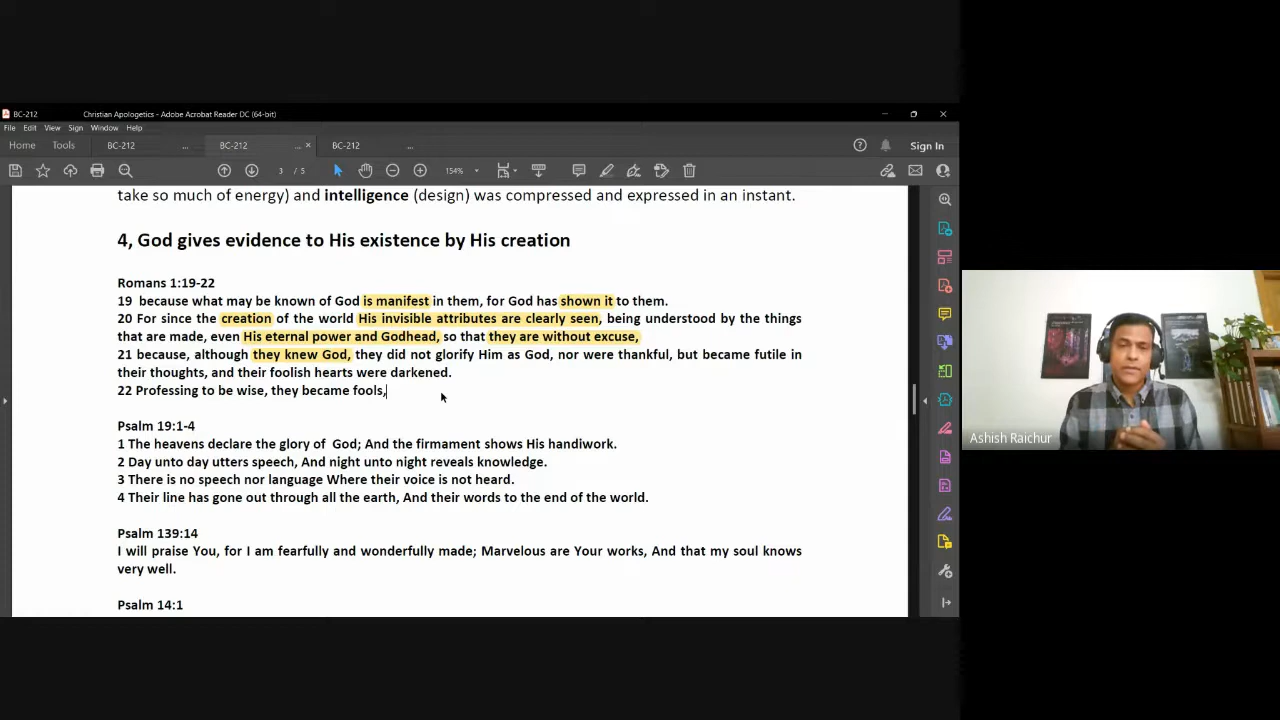 BC-212 Christian Apologetics - Adobe Acrobat Reader DC (64-bit)
File Edit View Sign Window Help
Home Tools BC-212 ... BC-212 ... × BC-212 ...
Sign In
3 / 5 154%
take so much of energy) and intelligence (design) was compressed and expressed in an instant.
4, God gives evidence to His existence by His creation
Romans 1:19-22
19 because what may be known of God is manifest in them, for God has shown it to them.
20 For since the creation of the world His invisible attributes are clearly seen, being understood by the things
that are made, even His eternal power and Godhead, so that they are without excuse,
21 because, although they knew God, they did not glorify Him as God, nor were thankful, but became futile in
their thoughts, and their foolish hearts were darkened.
22 Professing to be wise, they became fools,
Psalm 19:1-4
1 The heavens declare the glory of God; And the firmament shows His handiwork.
2 Day unto day utters speech, And night unto night reveals knowledge.
3 There is no speech nor language Where their voice is not heard.
4 Their line has gone out through all the earth, And their words to the end of the world.
Psalm 139:14
I will praise You, for I am fearfully and wonderfully made; Marvelous are Your works, And that my soul knows
very well.
Psalm 14:1
Ashish Raichur